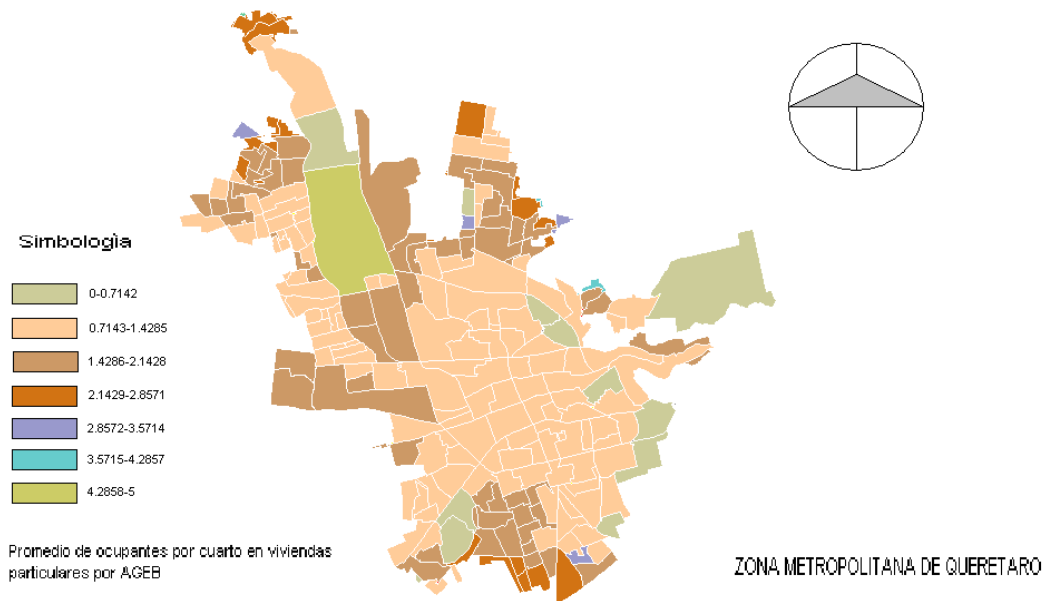 Simbologìa
0-0.7142
0.7143-1.4285
1.4286-2.1428
2.1429-2.8571
2.8572-3.5714
3.5715-4.2857
4.2858-5
Promedio de ocupantes por cuarto en viviendas
particulares por AGEB
ZONA METROPOLITANA DE QUERETARO